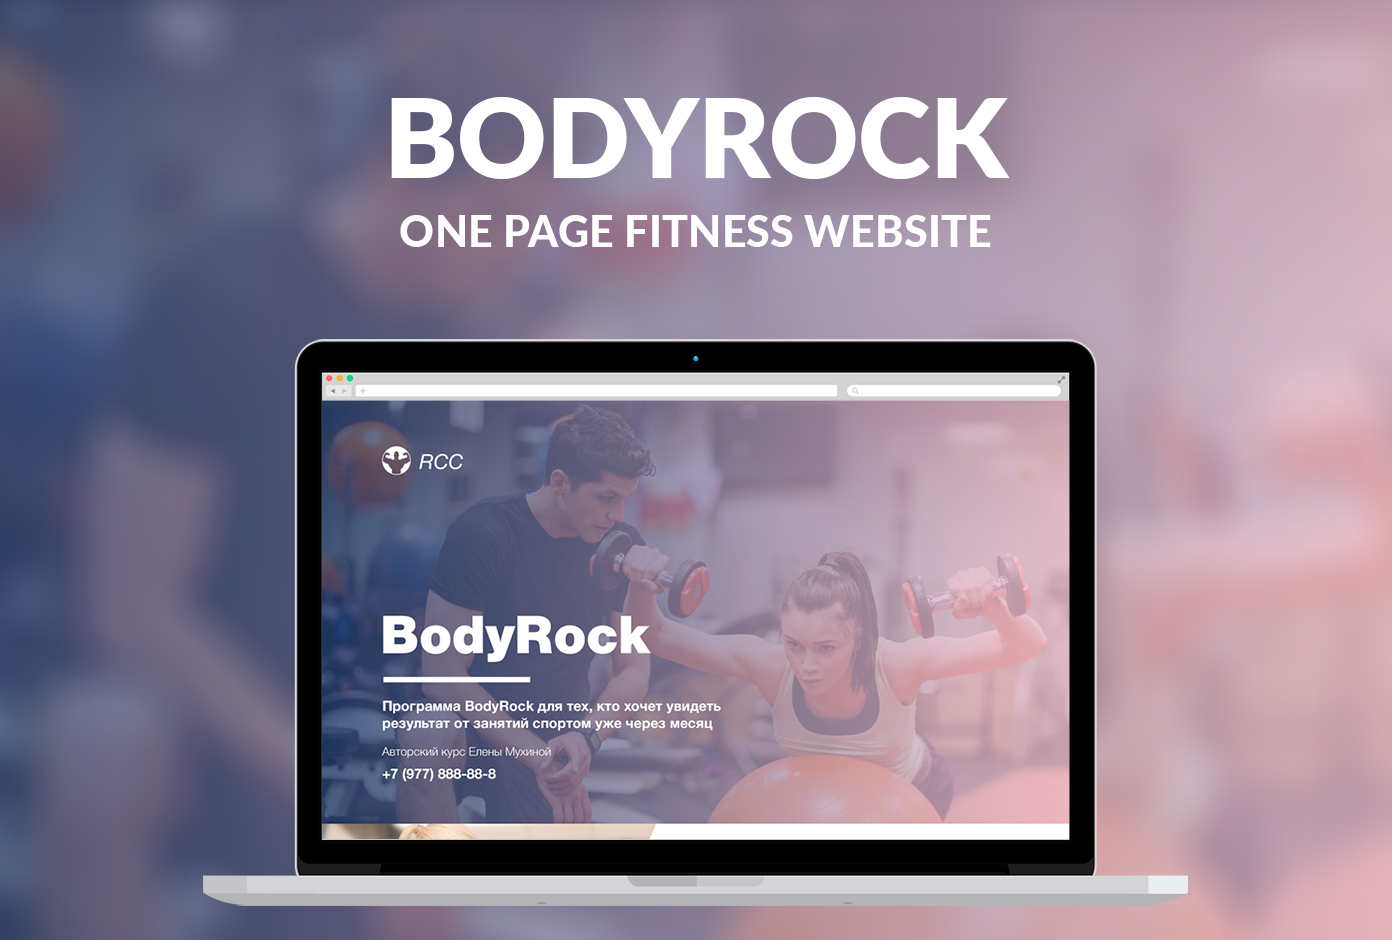 BODYROCK
ONE PAGE FITNESS WEBSITE
RCC
BodyRock
Программа BodyRock для тех, кто хочет увидеть
результат от занятий спортом уже через месяц
Авторский курс Елены Мухиной
+7 (977) 888-88-8